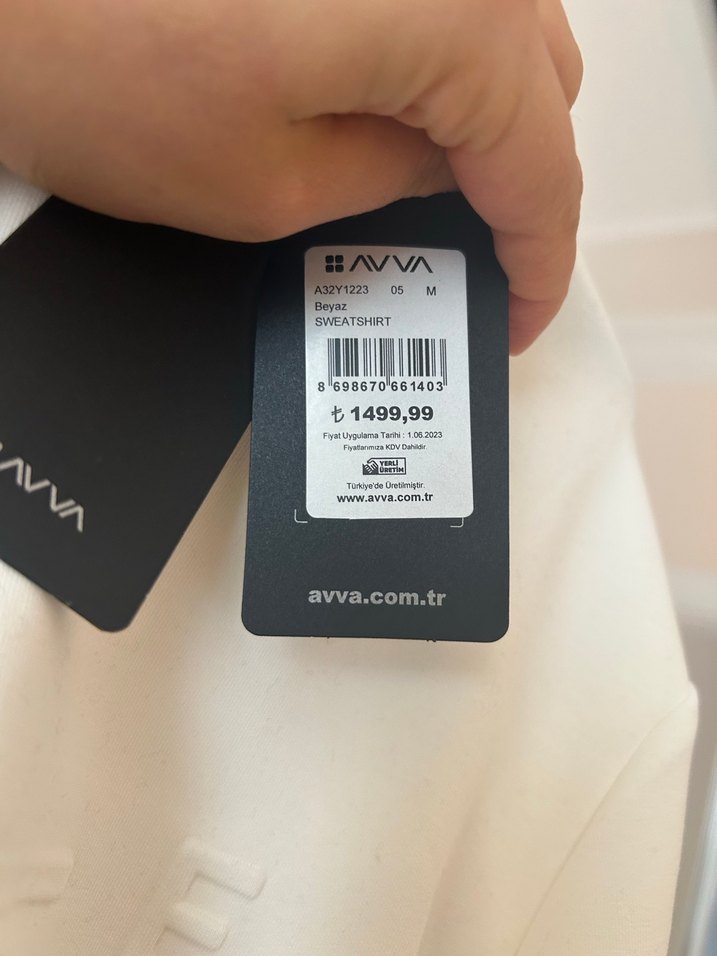 AVVA
A32Y1223 05 M
Beyaz
SWEATSHIRT
8 698670 661403
₺ 1499,99
Fiyat Uygulama Tarihi : 1.06.2023
Fiyatlarımıza KDV Dahildir.
YERLİ
ÜRETİM
Türkiye'de Üretilmiştir.
www.avva.com.tr
avva.com.tr
AVVA